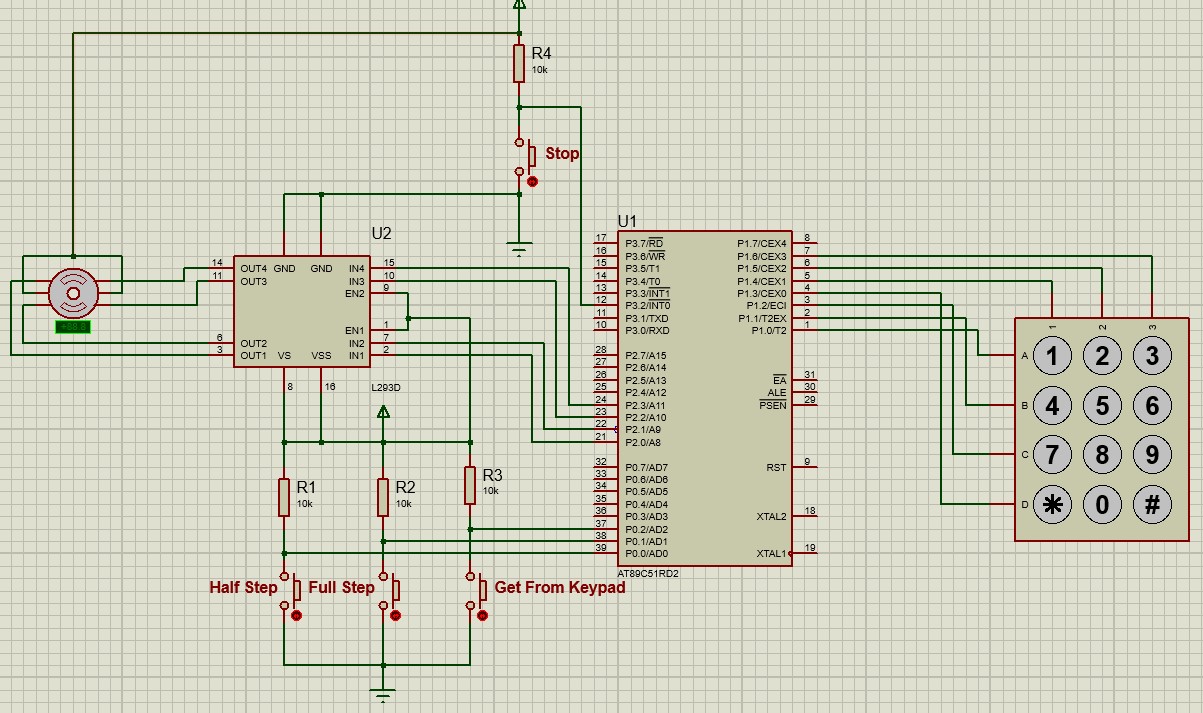 R4
10k
Stop
U2
14 OUT4 GND GND IN4 15
11 OUT3 IN3 10
EN2 9
EN1 1
6 OUT2 IN2 7
3 OUT1 VS VSS IN1 2
8 16
L293D
U1
17 P3.7/RD P1.7/CEX4 8
16 P3.6/WR P1.6/CEX3 7
15 P3.5/T1 P1.5/CEX2 6
14 P3.4/T0 P1.4/CEX1 5
13 P3.3/INT1 P1.3/CEX0 4
12 P3.2/INT0 P1.2/ECI 3
11 P3.1/TXD P1.1/T2EX 2
10 P3.0/RXD P1.0/T2 1
28 P2.7/A15
27 P2.6/A14
26 P2.5/A13 EA 31
25 P2.4/A12 ALE 30
24 P2.3/A11 PSEN 29
23 P2.2/A10
22 P2.1/A9
21 P2.0/A8
32 P0.7/AD7 RST 9
33 P0.6/AD6
34 P0.5/AD5
35 P0.4/AD4
36 P0.3/AD3 XTAL2 18
37 P0.2/AD2
38 P0.1/AD1
39 P0.0/AD0 XTAL1 19
AT89C51RD2
1 2 3
A 1 2 3
B 4 5 6
C 7 8 9
D * 0 #
R1
10k
R2
10k
R3
10k
Half Step
Full Step
Get From Keypad